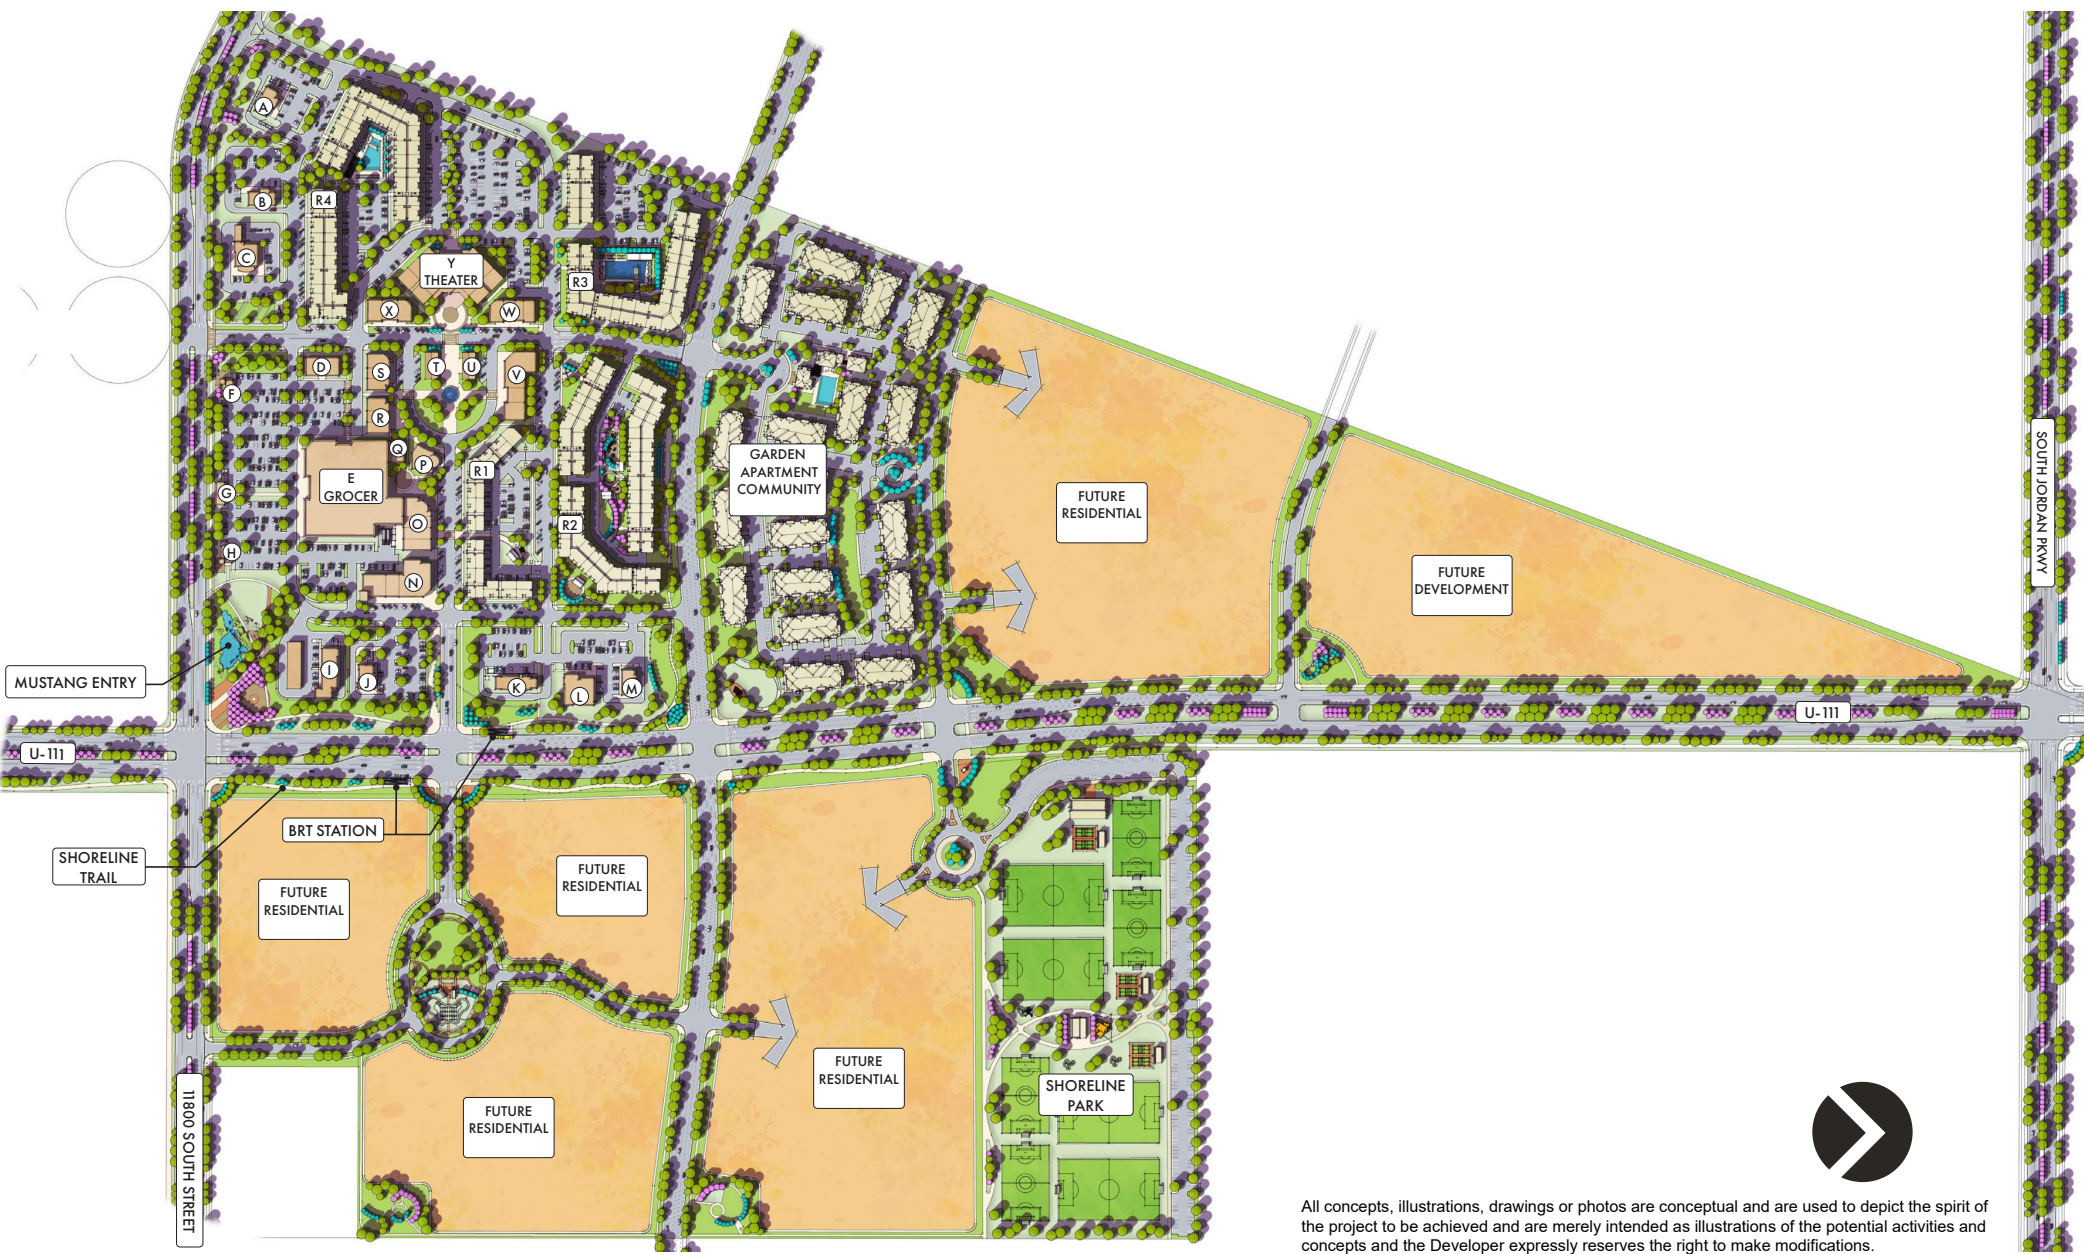 A
B
R4
C
Y
THEATER
R3
X
W
D
S
T
U
V
F
R
Q
P
R1
E
GROCER
G
O
R2
H
N
GARDEN
APARTMENT
COMMUNITY
FUTURE
RESIDENTIAL
FUTURE
DEVELOPMENT
SOUTH JORDAN PKWY
MUSTANG ENTRY
I
J
K
L
M
U-111
U-111
BRT STATION
SHORELINE
TRAIL
FUTURE
RESIDENTIAL
FUTURE
RESIDENTIAL
FUTURE
RESIDENTIAL
FUTURE
RESIDENTIAL
SHORELINE
PARK
11800 SOUTH STREET
All concepts, illustrations, drawings or photos are conceptual and are used to depict the spirit of
the project to be achieved and are merely intended as illustrations of the potential activities and
concepts and the Developer expressly reserves the right to make modifications.